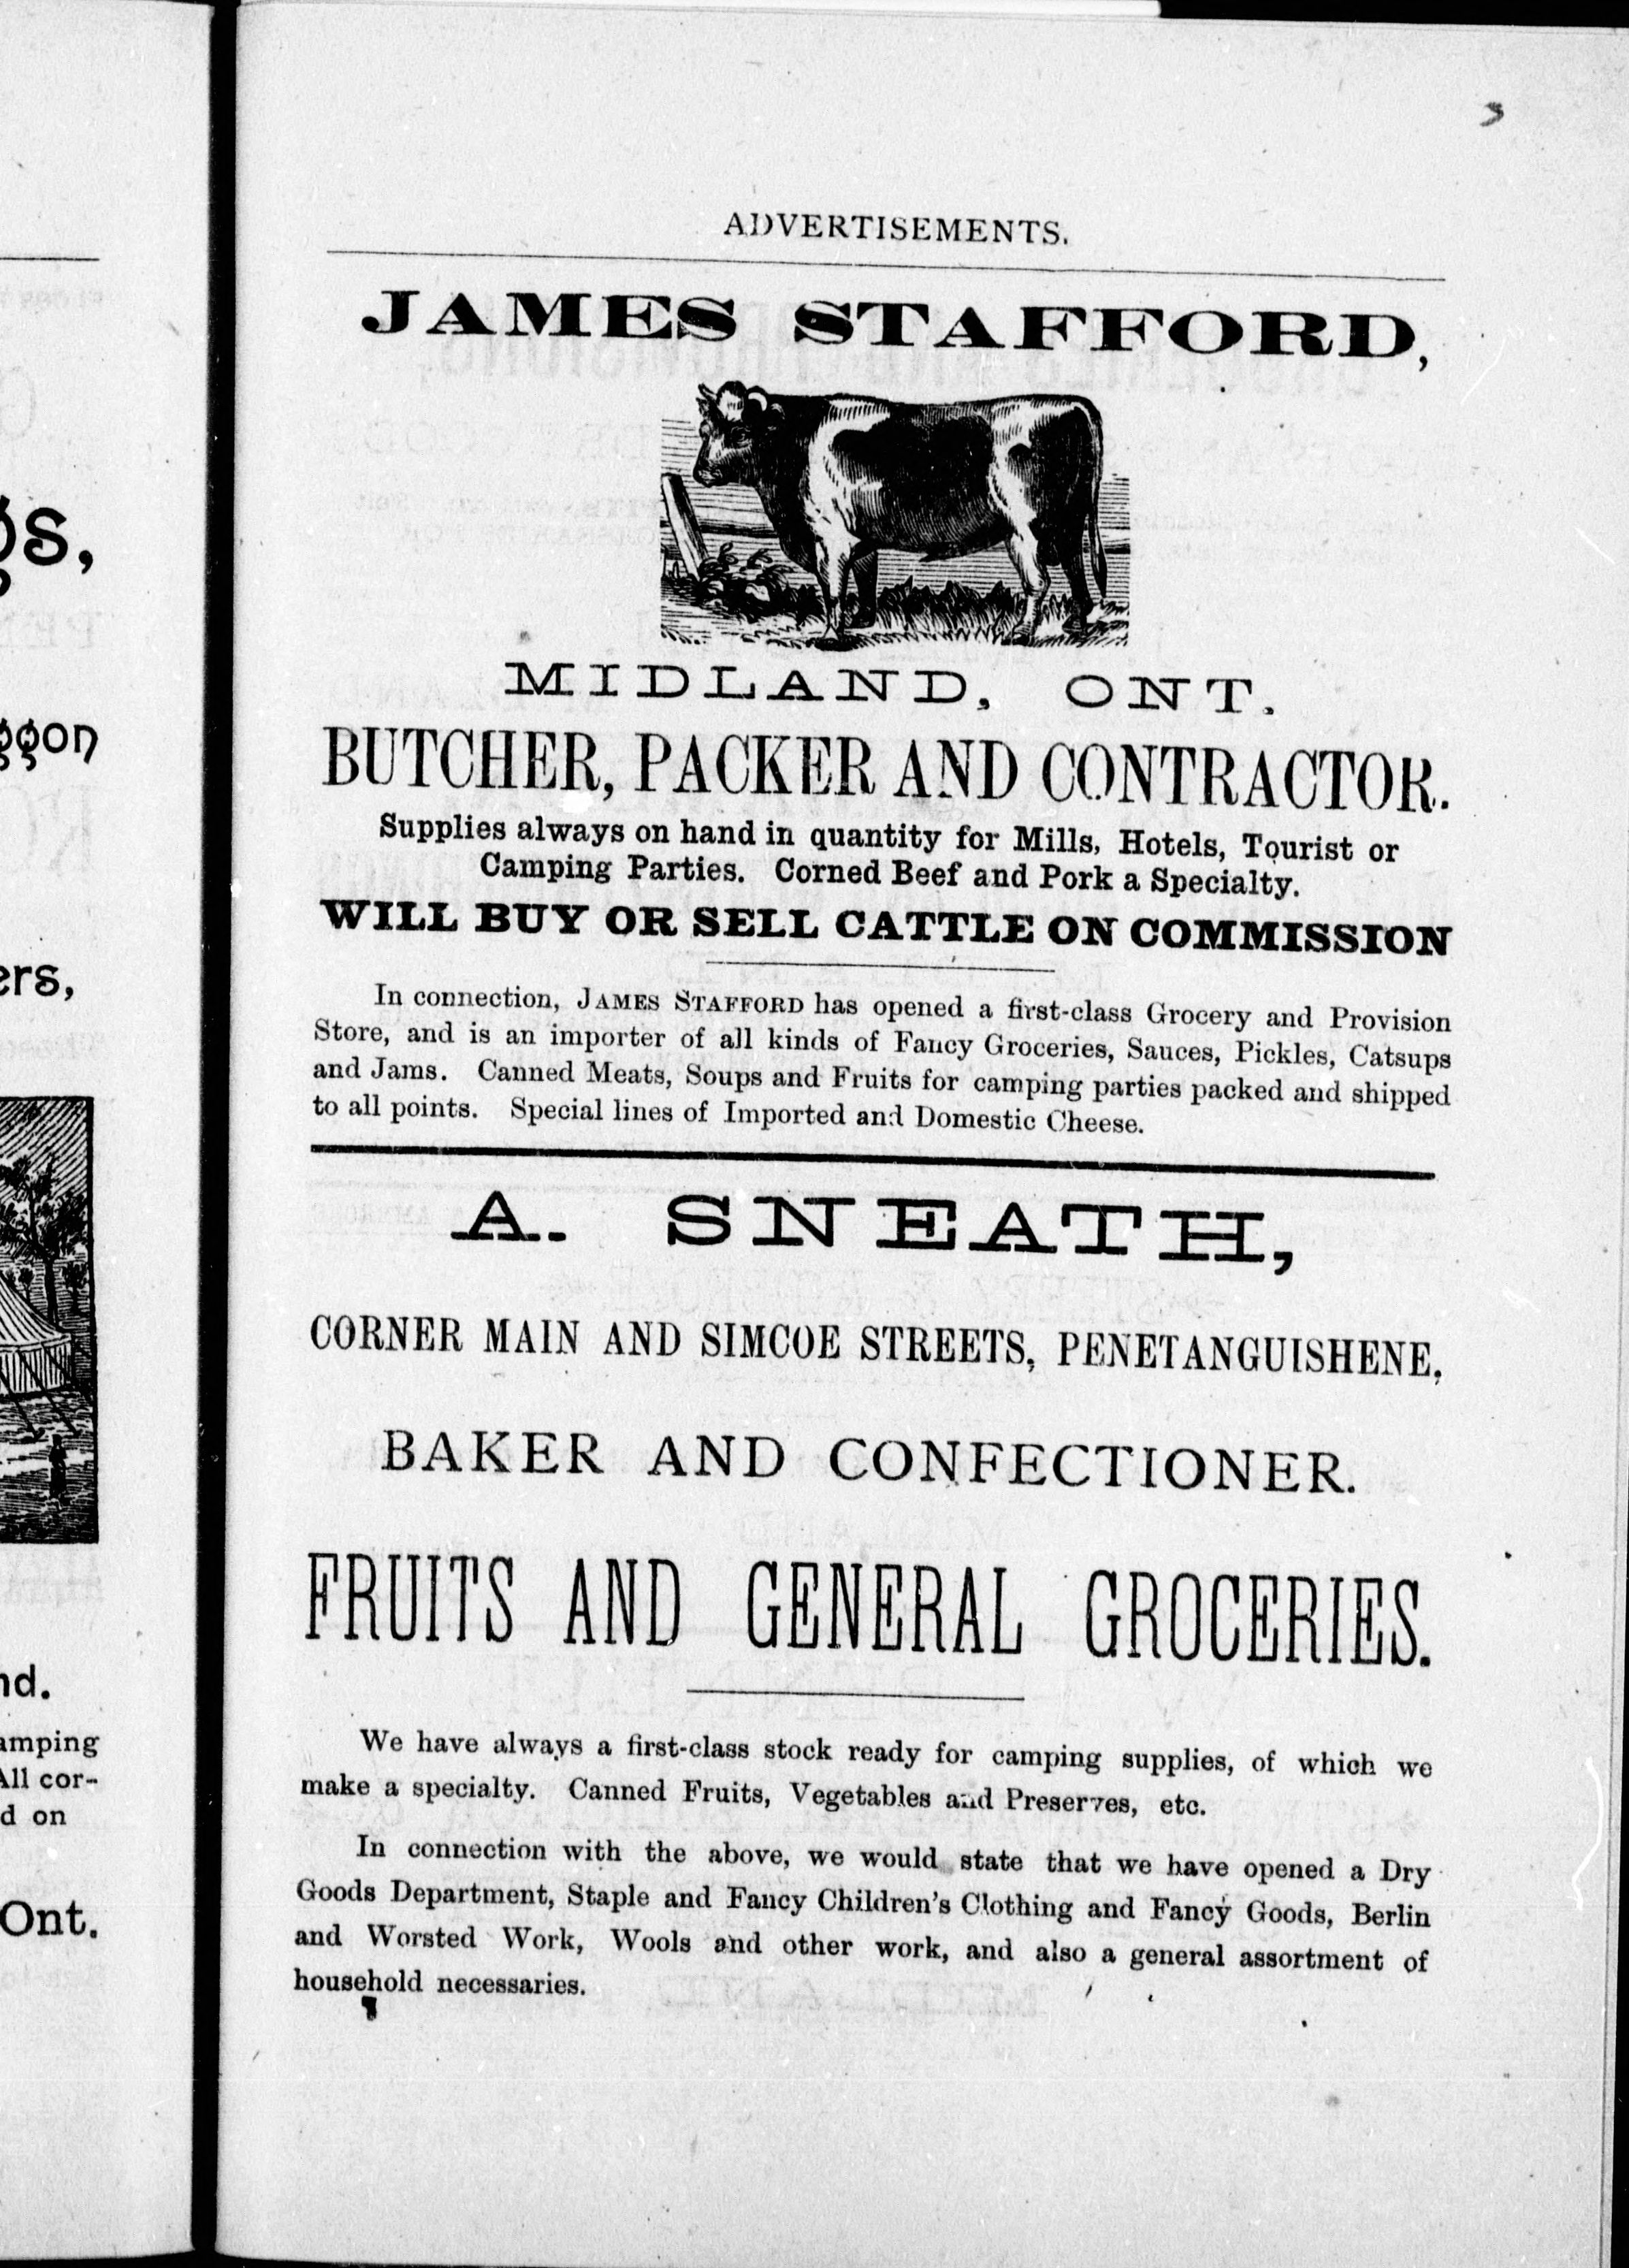 gs,
ggon
ers,
nd.
amping
All cor-
d on
Ont.
ADVERTISEMENTS.
JAMES STAFFORD,
MIDLAND, ONT.
BUTCHER, PACKER AND CONTRACTOR.
Supplies always on hand in quantity for Mills, Hotels, Tourist or
Camping Parties. Corned Beef and Pork a Specialty.
WILL BUY OR SELL CATTLE ON COMMISSION
In connection, JAMES STAFFORD has opened a first-class Grocery and Provision
Store, and is an importer of all kinds of Fancy Groceries, Sauces, Pickles, Catsups
and Jams. Canned Meats, Soups and Fruits for camping parties packed and shipped
to all points. Special lines of Imported and Domestic Cheese.
A. SNEATH,
CORNER MAIN AND SIMCOE STREETS, PENETANGUISHENE,
BAKER AND CONFECTIONER.
FRUITS AND GENERAL GROCERIES.
We have always a first-class stock ready for camping supplies, of which we
make a specialty. Canned Fruits, Vegetables and Preserves, etc.
In connection with the above, we would state that we have opened a Dry
Goods Department, Staple and Fancy Children's Clothing and Fancy Goods, Berlin
and Worsted Work, Wools and other work, and also a general assortment of
household necessaries.